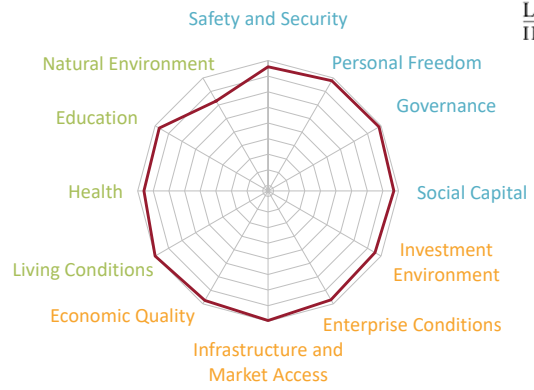 Safety and Security
Natural Environment
Personal Freedom
Education
Governance
Health
Social Capital
Living Conditions
Investment
Environment
Economic Quality
Enterprise Conditions
Infrastructure and
Market Access